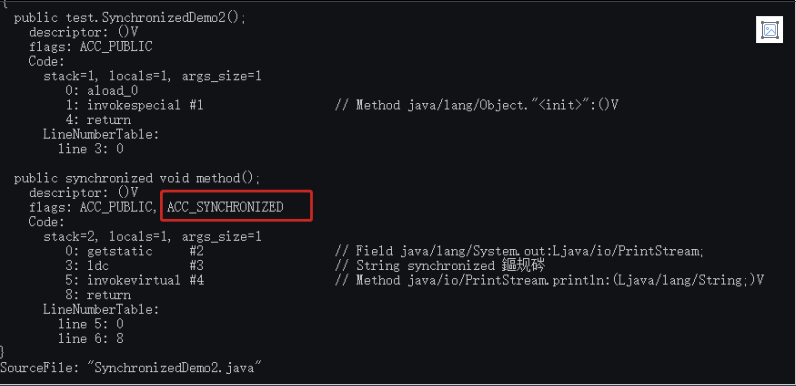 {
public test.SynchronizedDemo2();
descriptor: ()V
flags: ACC_PUBLIC
Code:
stack=1, locals=1, args_size=1
0: aload_0
1: invokespecial #1 // Method java/lang/Object."<init>":()V
4: return
LineNumberTable:
line 3: 0
public synchronized void method();
descriptor: ()V
flags: ACC_PUBLIC, ACC_SYNCHRONIZED
Code:
stack=2, locals=1, args_size=1
0: getstatic #2 // Field java/lang/System.out:Ljava/io/PrintStream;
3: ldc #3 // String synchronized 鏂规硶
5: invokevirtual #4 // Method java/io/PrintStream.println:(Ljava/lang/String;)V
8: return
LineNumberTable:
line 5: 0
line 6: 8
}
SourceFile: "SynchronizedDemo2.java"